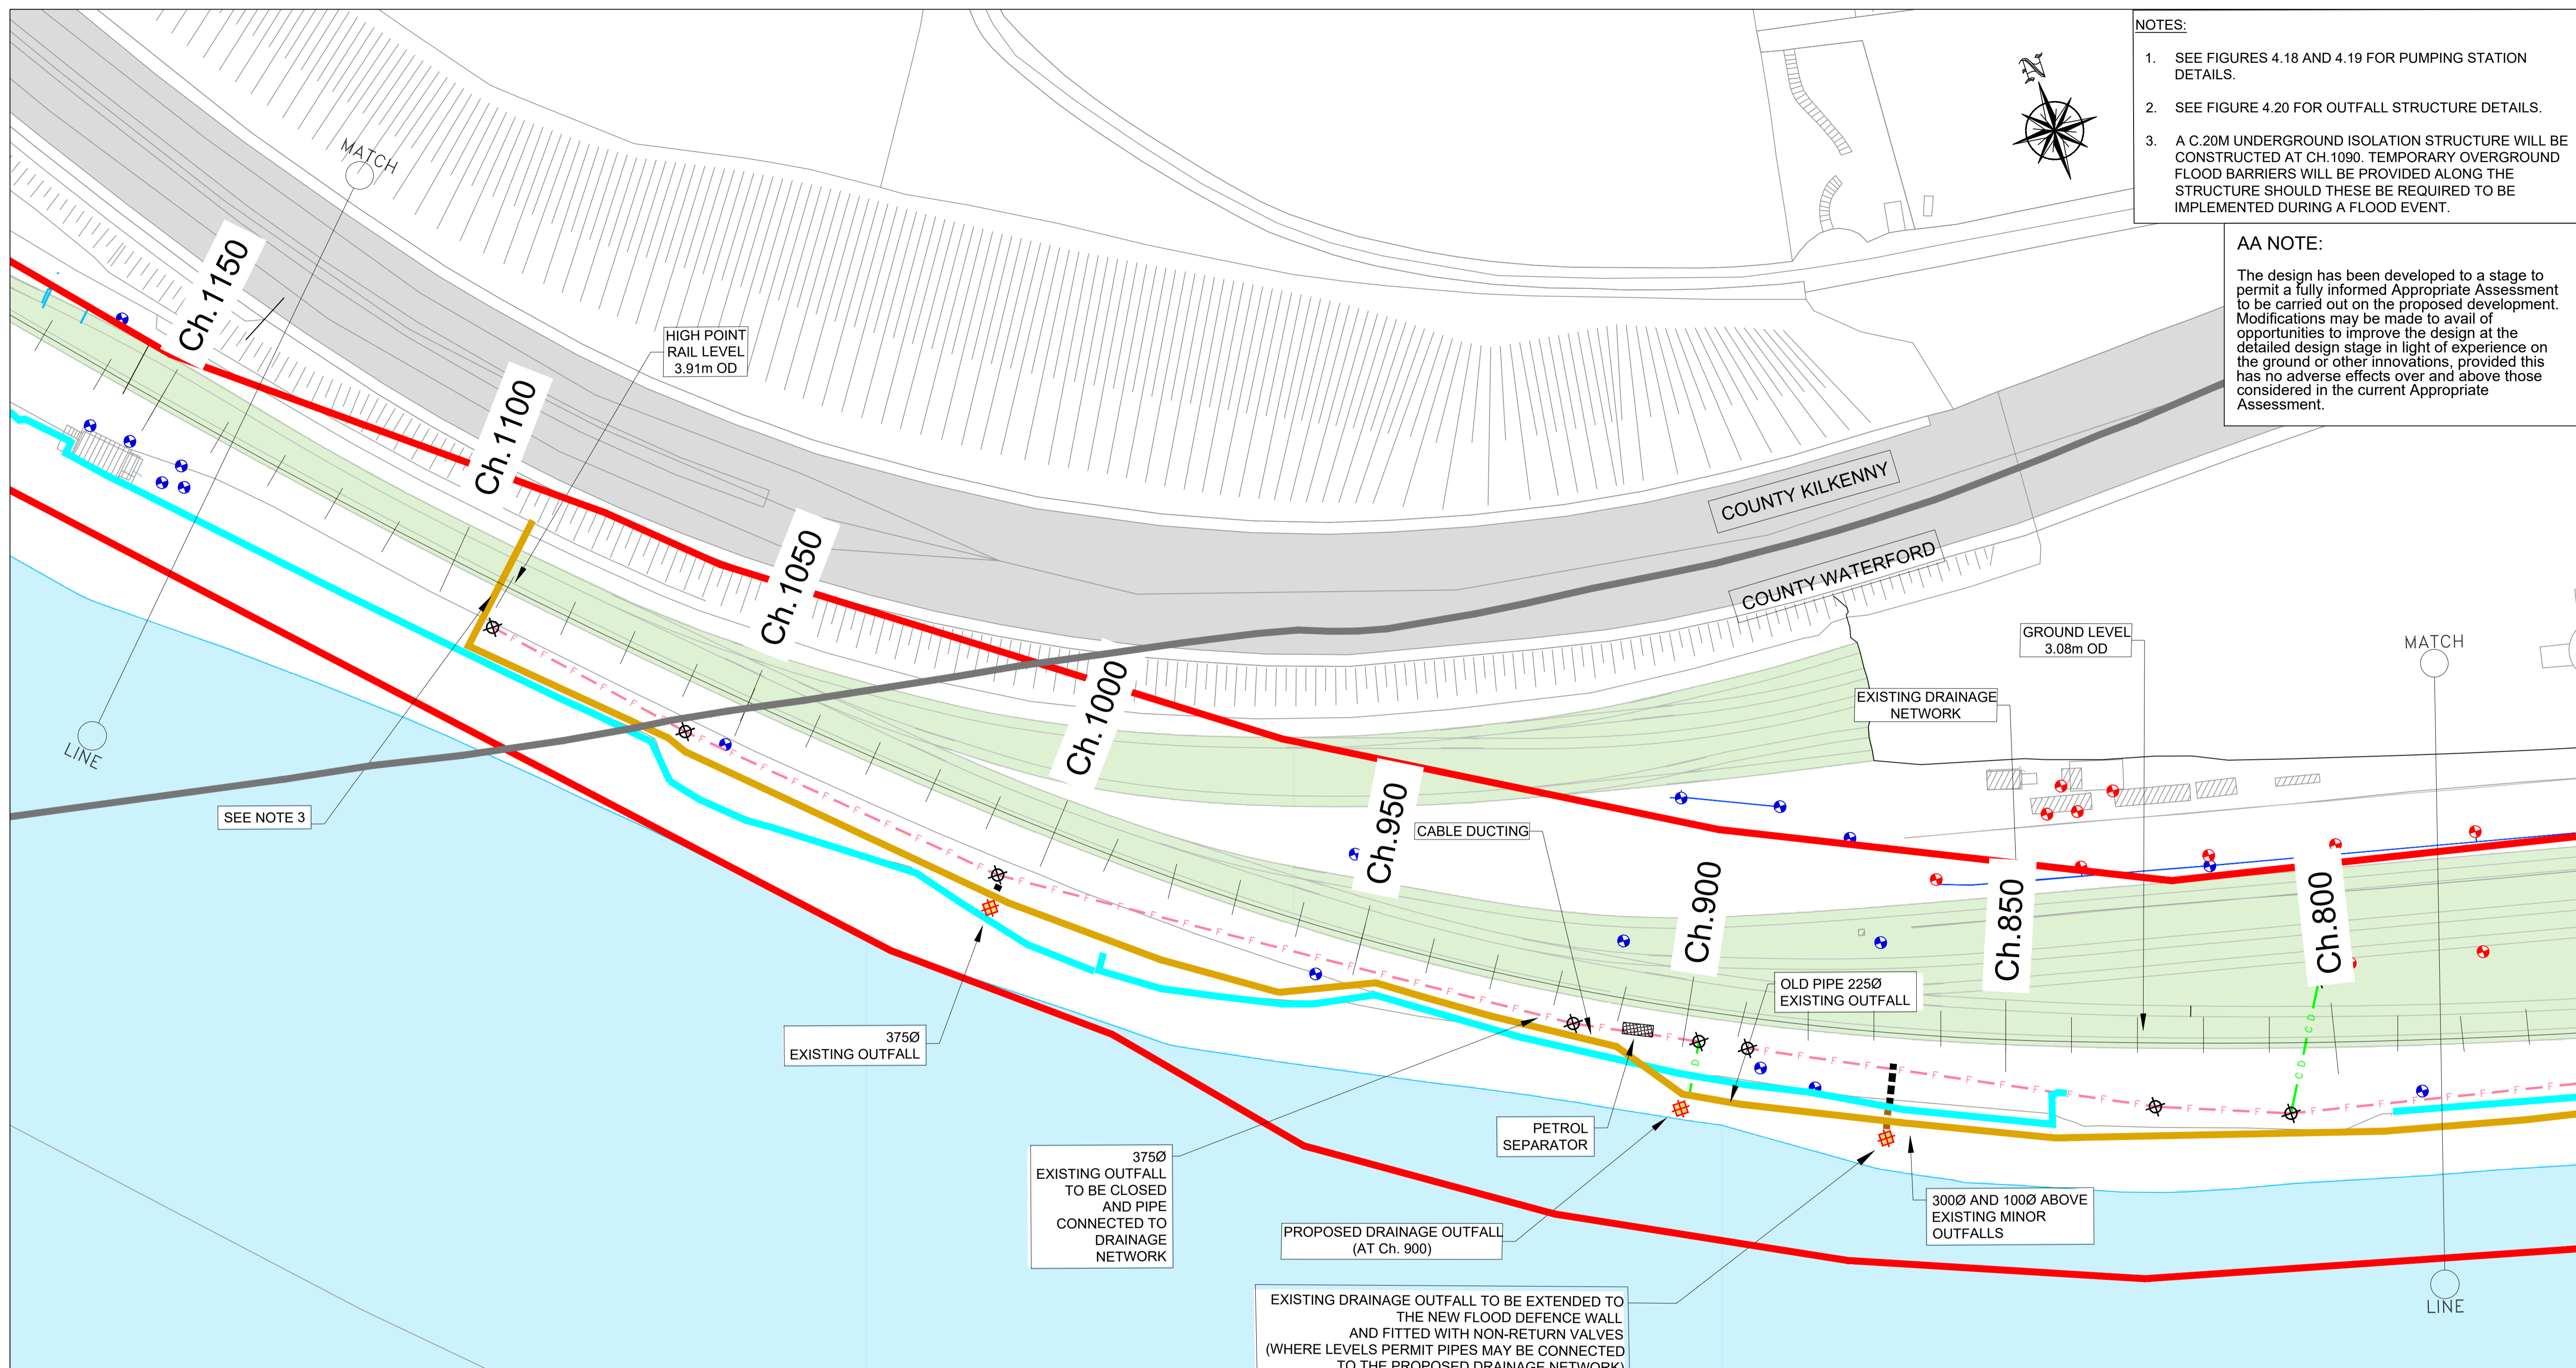 NOTES:
1. SEE FIGURES 4.18 AND 4.19 FOR PUMPING STATION
DETAILS.
2. SEE FIGURE 4.20 FOR OUTFALL STRUCTURE DETAILS.
3. A C.20M UNDERGROUND ISOLATION STRUCTURE WILL BE
CONSTRUCTED AT CH.1090. TEMPORARY OVERGROUND
FLOOD BARRIERS WILL BE PROVIDED ALONG THE
STRUCTURE SHOULD THESE BE REQUIRED TO BE
IMPLEMENTED DURING A FLOOD EVENT.
AA NOTE:
The design has been developed to a stage to
permit a fully informed Appropriate Assessment
to be carried out on the proposed development.
Modifications may be made to avail of
opportunities to improve the design at the
detailed design stage in light of experience on
the ground or other innovations, provided this
has no adverse effects over and above those
considered in the current Appropriate
Assessment.
N
MATCH
LINE
Ch.1150
HIGH POINT
RAIL LEVEL
3.91m OD
Ch.1100
Ch.1050
Ch.1000
Ch.950
Ch.900
Ch.850
Ch.800
COUNTY KILKENNY
COUNTY WATERFORD
GROUND LEVEL
3.08m OD
MATCH
LINE
EXISTING DRAINAGE
NETWORK
SEE NOTE 3
CABLE DUCTING
OLD PIPE 225Ø
EXISTING OUTFALL
375Ø
EXISTING OUTFALL
PETROL
SEPARATOR
375Ø
EXISTING OUTFALL
TO BE CLOSED
AND PIPE
CONNECTED TO
DRAINAGE
NETWORK
PROPOSED DRAINAGE OUTFALL
(AT Ch. 900)
300Ø AND 100Ø ABOVE
EXISTING MINOR
OUTFALLS
EXISTING DRAINAGE OUTFALL TO BE EXTENDED TO
THE NEW FLOOD DEFENCE WALL
AND FITTED WITH NON-RETURN VALVES
(WHERE LEVELS PERMIT PIPES MAY BE CONNECTED
TO THE PROPOSED DRAINAGE NETWORK)